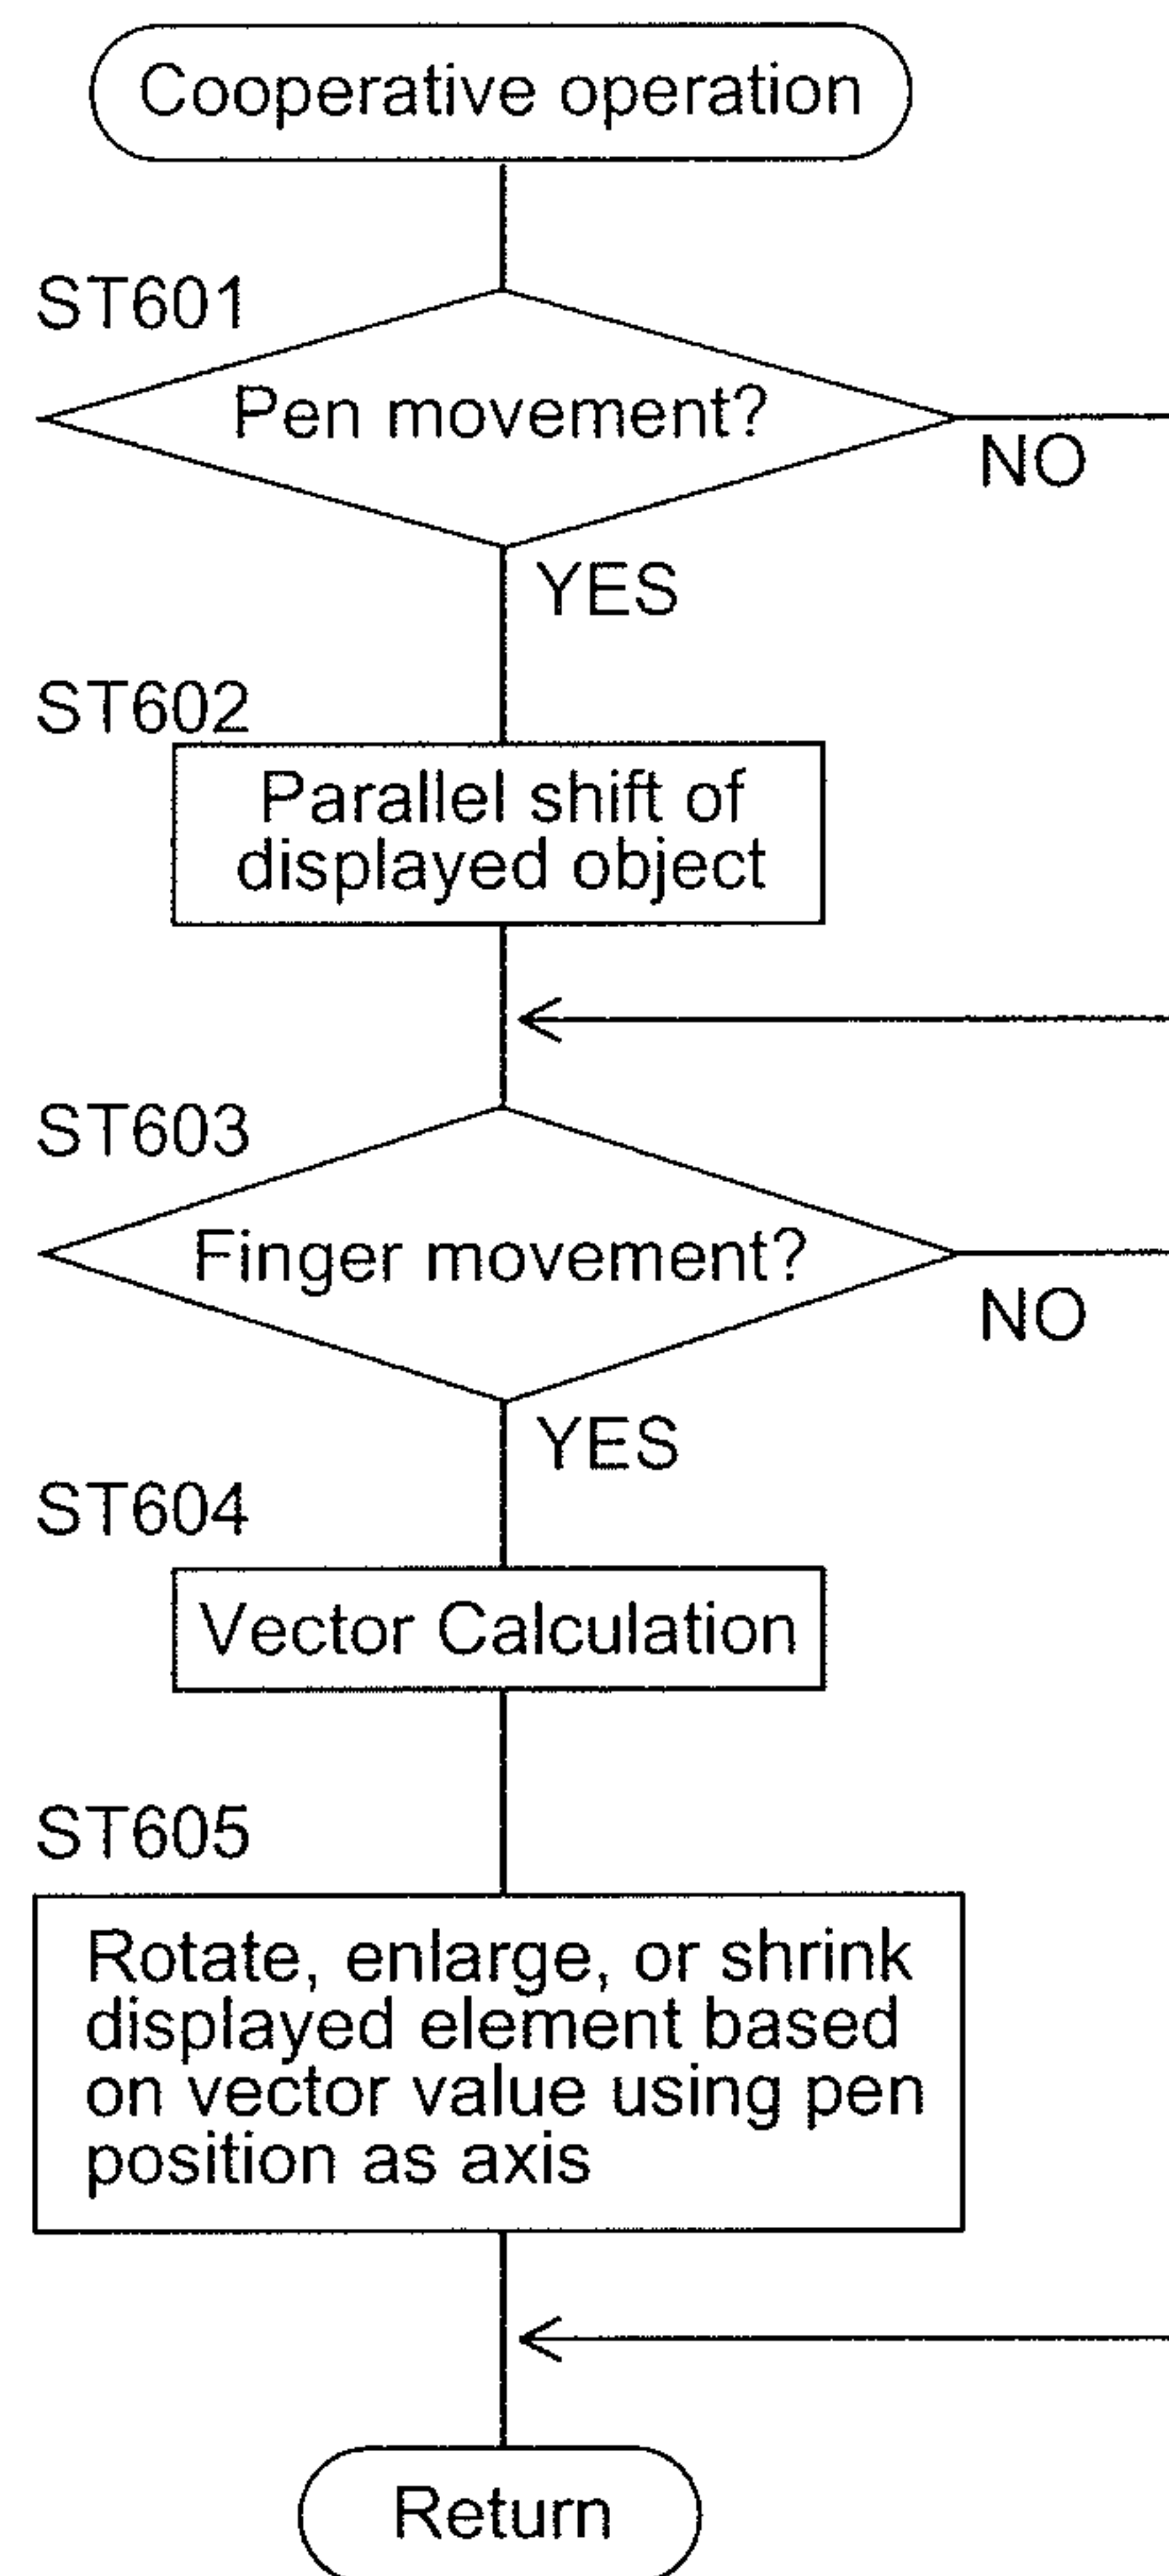 Cooperative operation
ST601
Pen movement?
NO
YES
ST602
Parallel shift of
displayed object
ST603
Finger movement?
NO
YES
ST604
Vector Calculation
ST605
Rotate, enlarge, or shrink
displayed element based
on vector value using pen
position as axis
Return